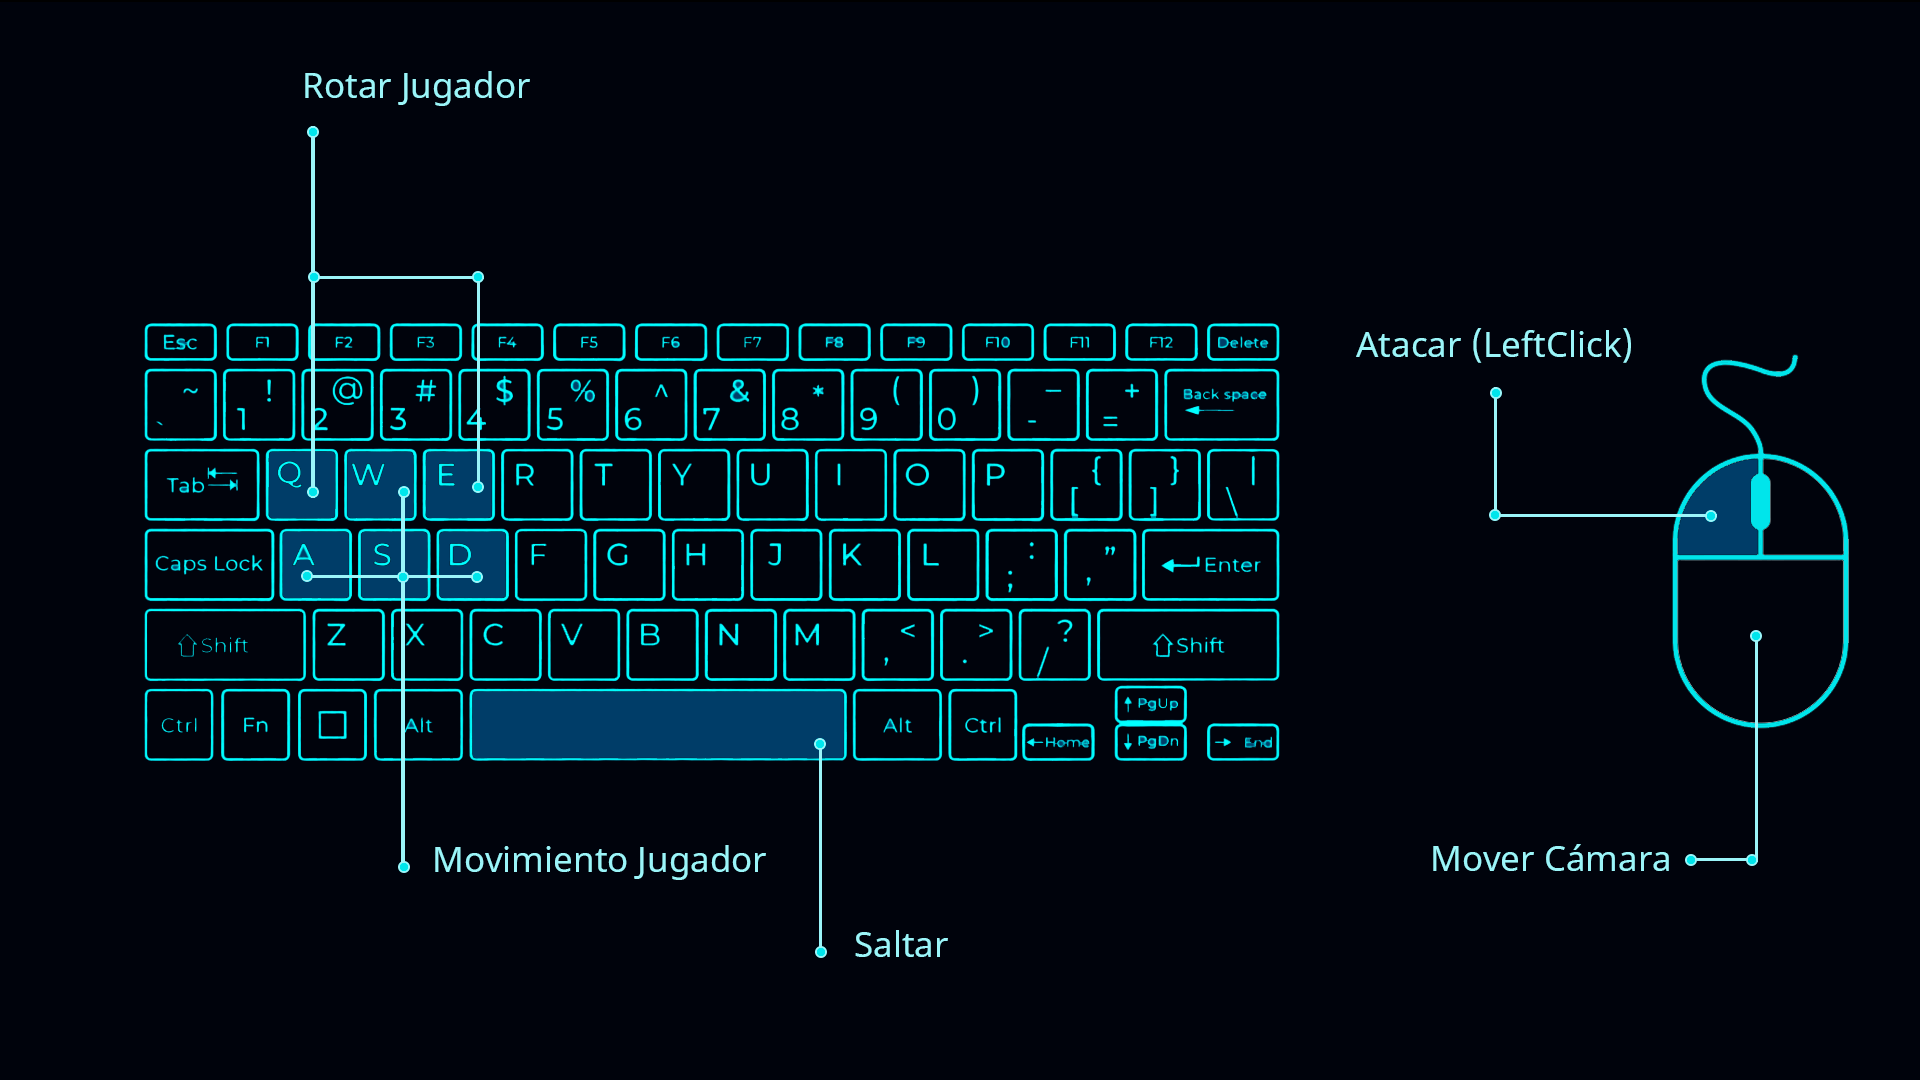 Rotar Jugador
Atacar (LeftClick)
Esc F1 F2 F3 F4 F5 F6 F7 F8 F9 F10 F11 F12 Delete
~ ` ! 1 @ 2 # 3 $ 4 % 5 ^ 6 & 7 * 8 ( 9 ) 0 _ - + = Back space
Tab Q W E R T Y U I O P { [ } ] | \
Caps Lock A S D F G H J K L : ; " , Enter
Shift Z X C V B N M < , > . ? / Shift
Ctrl Fn Alt Alt Ctrl Home PgUp PgDn End
Movimiento Jugador
Mover Cámara
Saltar